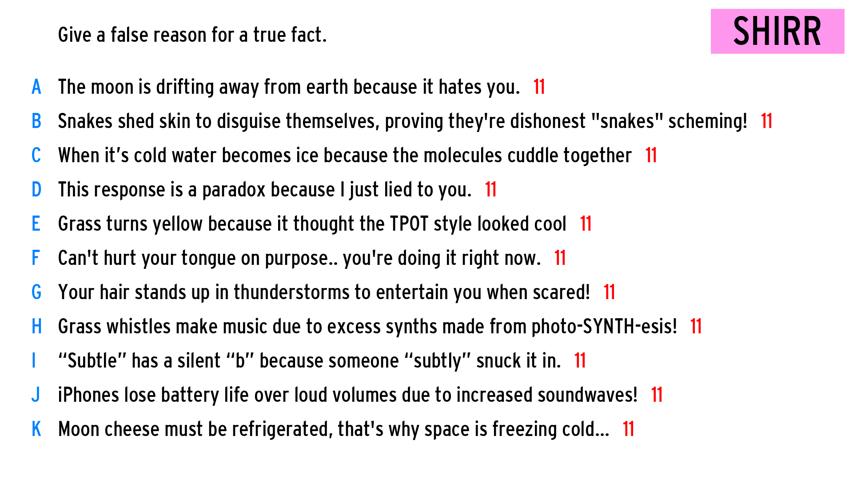 Give a false reason for a true fact.
SHIRR
A The moon is drifting away from earth because it hates you. 11
B Snakes shed skin to disguise themselves, proving they're dishonest "snakes" scheming! 11
C When it’s cold water becomes ice because the molecules cuddle together 11
D This response is a paradox because I just lied to you. 11
E Grass turns yellow because it thought the TPOT style looked cool 11
F Can't hurt your tongue on purpose.. you're doing it right now. 11
G Your hair stands up in thunderstorms to entertain you when scared! 11
H Grass whistles make music due to excess synths made from photo-SYNTH-esis! 11
I “Subtle” has a silent “b” because someone “subtly” snuck it in. 11
J iPhones lose battery life over loud volumes due to increased soundwaves! 11
K Moon cheese must be refrigerated, that's why space is freezing cold... 11